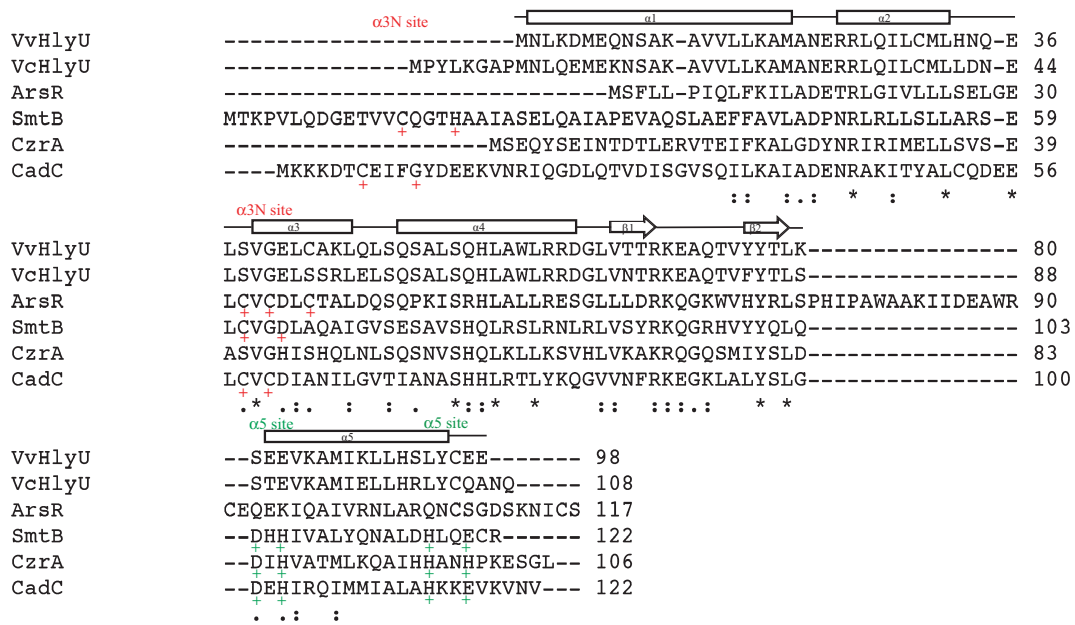 α3N site α1 α2
VvHlyU ----------------------MNLKDMEQNSAK-AVVLLKAMANERRLQILCMLHNQ-E 36
VcHlyU --------------MPYLKGAPMNLQEMEKNSAK-AVVLLKAMANERRLQILCMLLDN-E 44
ArsR -----------------------------MSFLL-PIQLFKILADETRLGIVLLLSELGE 30
SmtB MTKPVLQDGETVVCQGTHAAIASELQAIAPEVAQSLAEFFAVLADPNRLRLLSLLARS-E 59
+ +
CzrA --------------------MSEQYSEINTDTLERVTEIFKALGDYNRIRIMELLSVS-E 39
CadC ----MKKKDTCEIFGYDEEKVNRIQGDLQTVDISGVSQILKAIADENRAKITYALCQDEE 56
+ +
:: :.: * : * *
α3N site α3 α4 β1 β2
VvHlyU LSVGELCAKLQLSQSALSQHLAWLRRDGLVTTRKEAQTVYYTLK---------------- 80
VcHlyU LSVGELSSRLELSQSALSQHLAWLRRDGLVNTRKEAQTVFYTLS---------------- 88
ArsR LCVCDLCTALDQSQPKISRHLALLRESGLLLDRKQGKWVHYRLSPHIPAWAAKIIDEAWR 90
+ + +
SmtB LCVGDLAQAIGVSESAVSHQLRSLRNLRLVSYRKQGRHVYYQLQ---------------- 103
+ +
CzrA ASVGHISHQLNLSQSNVSHQLKLLKSVHLVKAKRQGQSMIYSLD---------------- 83
CadC LCVCDIANILGVTIANASHHLRTLYKQGVVNFRKEGKLALYSLG---------------- 100
+ +
.* .:. : : . *::* * :: :::.: * *
α5 site α5 α5 site
VvHlyU --SEEVKAMIKLLHSLYCEE------- 98
VcHlyU --STEVKAMIELLHRLYCQANQ----- 108
ArsR CEQEKIQAIVRNLARQNCSGDSKNICS 117
SmtB --DHHIVALYQNALDHLQECR------ 122
+ + + +
CzrA --DIHVATMLKQAIHHANHPKESGL-- 106
+ + + +
CadC --DEHIRQIMMIALAHKKEVKVNV--- 122
+ + + +
. .: :